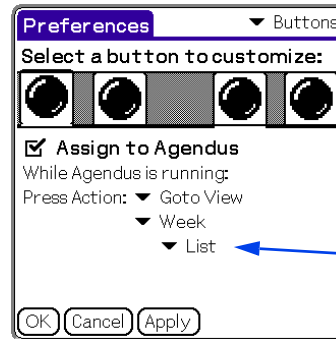 Preferences ▼ Buttons
Select a button to customize:
Assign to Agendus
While Agendus is running:
Press Action: ▼ Goto View
▼ Week
▼ List
OK Cancel Apply